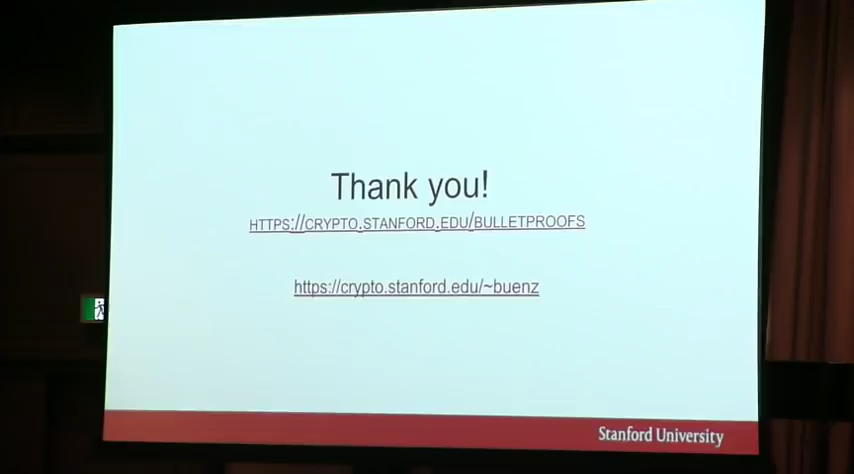 Thank you!
HTTPS://CRYPTO.STANFORD.EDU/BULLETPROOFS
https://crypto.stanford.edu/~buenz
Stanford University